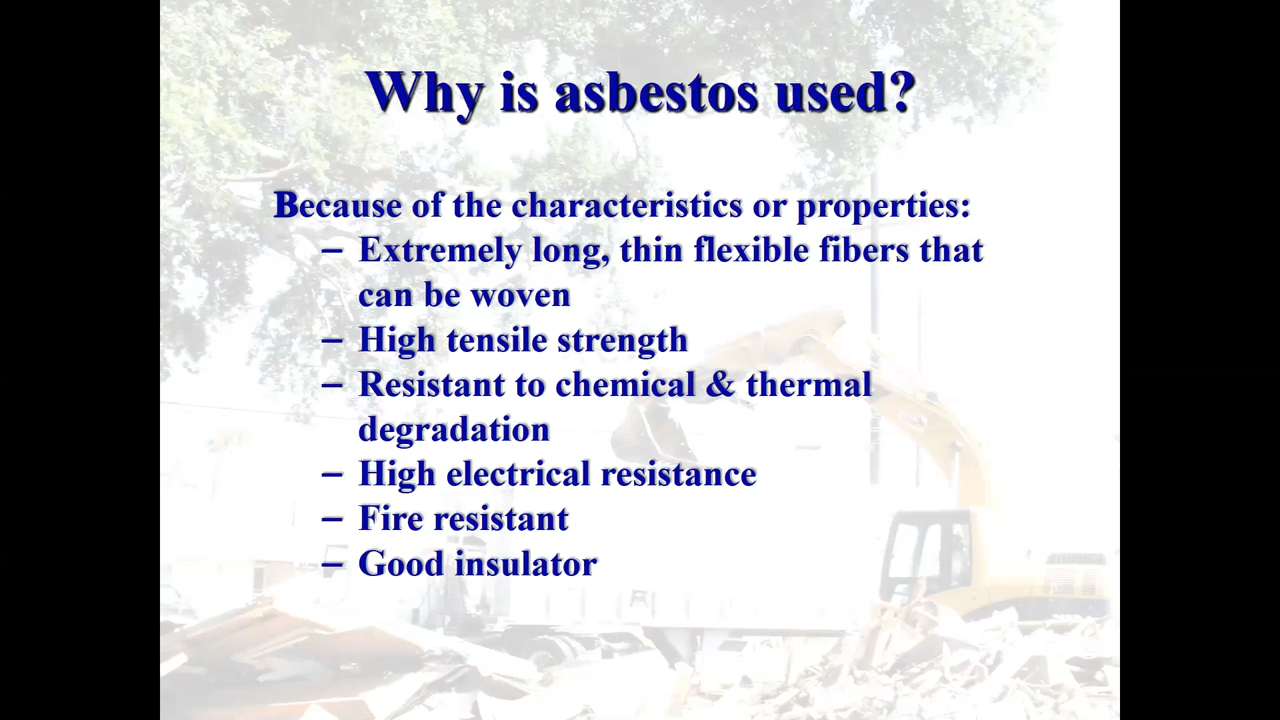 Why is asbestos used?
Because of the characteristics or properties:
– Extremely long, thin flexible fibers that
can be woven
– High tensile strength
– Resistant to chemical & thermal
degradation
– High electrical resistance
– Fire resistant
– Good insulator